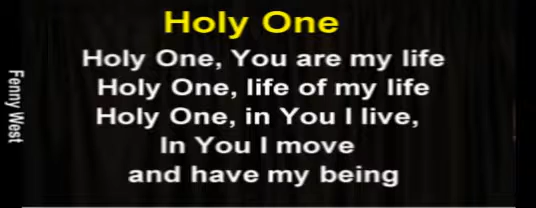 Holy One
Holy One, You are my life
Holy One, life of my life
Holy One, in You I live,
In You I move
and have my being
Fenny West